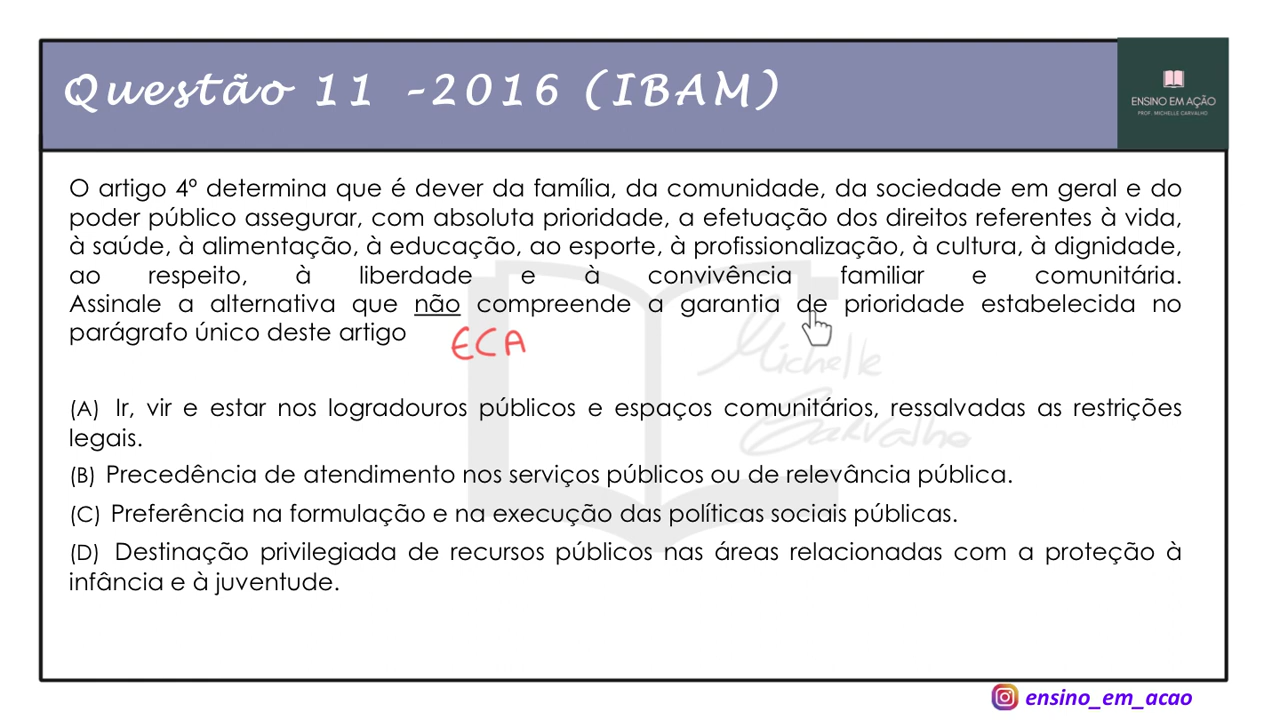 Questão 11 -2016 (IBAM)
ENSINO EM AÇÃO
PROF. MICHELLE CARVALHO
O artigo 4º determina que é dever da família, da comunidade, da sociedade em geral e do
poder público assegurar, com absoluta prioridade, a efetuação dos direitos referentes à vida,
à saúde, à alimentação, à educação, ao esporte, à profissionalização, à cultura, à dignidade,
ao respeito, à liberdade e à convivência familiar e comunitária.
Assinale a alternativa que não compreende a garantia de prioridade estabelecida no
parágrafo único deste artigo
ECA
Michelle
Carvalho
(A) Ir, vir e estar nos logradouros públicos e espaços comunitários, ressalvadas as restrições
legais.
(B) Precedência de atendimento nos serviços públicos ou de relevância pública.
(C) Preferência na formulação e na execução das políticas sociais públicas.
(D) Destinação privilegiada de recursos públicos nas áreas relacionadas com a proteção à
infância e à juventude.
ensino_em_acao